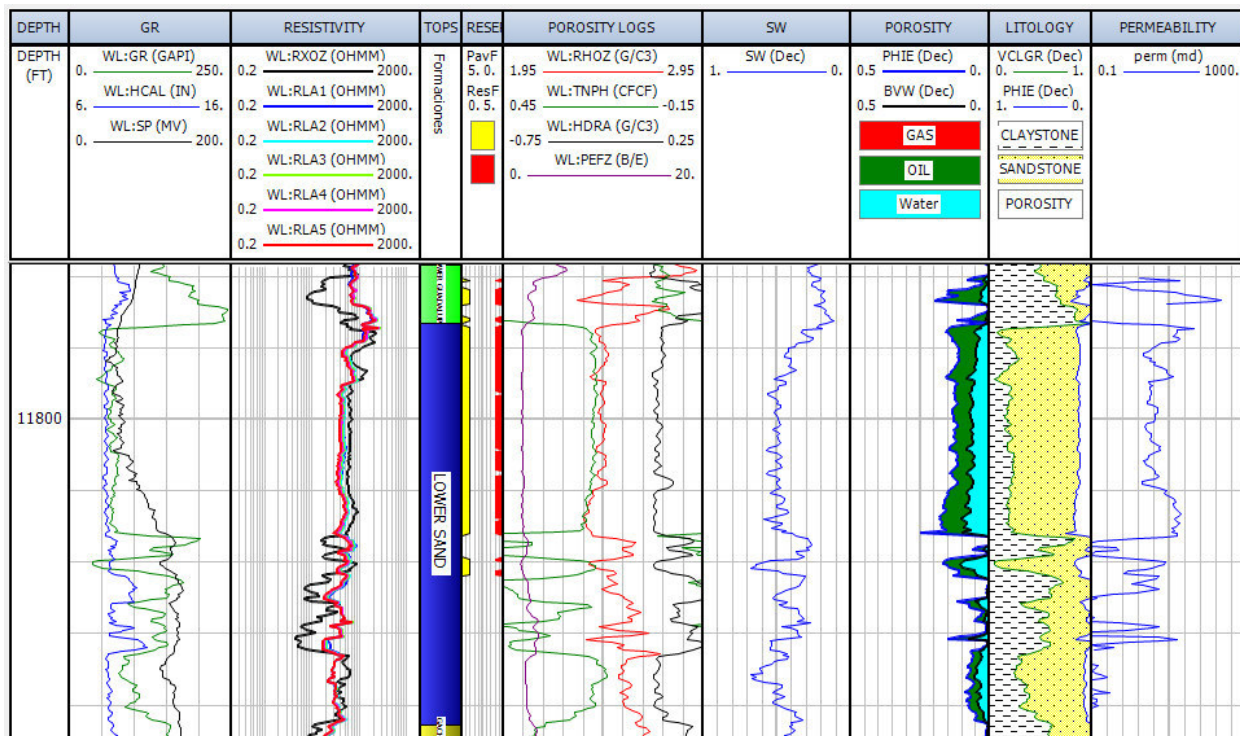 DEPTH GR RESISTIVITY TOPS RESE POROSITY LOGS SW POROSITY LITOLOGY PERMEABILITY
DEPTH
(FT)
WL:GR (GAPI)
0. 250.
WL:HCAL (IN)
6. 16.
WL:SP (MV)
0. 200.
WL:RXOZ (OHMM)
0.2 2000.
WL:RLA1 (OHMM)
0.2 2000.
WL:RLA2 (OHMM)
0.2 2000.
WL:RLA3 (OHMM)
0.2 2000.
WL:RLA4 (OHMM)
0.2 2000.
WL:RLA5 (OHMM)
0.2 2000.
Formaciones
PavF
5. 0.
ResF
0. 5.
WL:RHOZ (G/C3)
1.95 2.95
WL:TNPH (CFCF)
0.45 -0.15
WL:HDRA (G/C3)
-0.75 0.25
WL:PEFZ (B/E)
0. 20.
SW (Dec)
1. 0.
PHIE (Dec)
0.5 0.
BVW (Dec)
0.5 0.
GAS
OIL
Water
VCLGR (Dec)
0. 1.
PHIE (Dec)
1. 0.
CLAYSTONE
SANDSTONE
POROSITY
perm (md)
0.1 1000.
11800
LOWER SAND